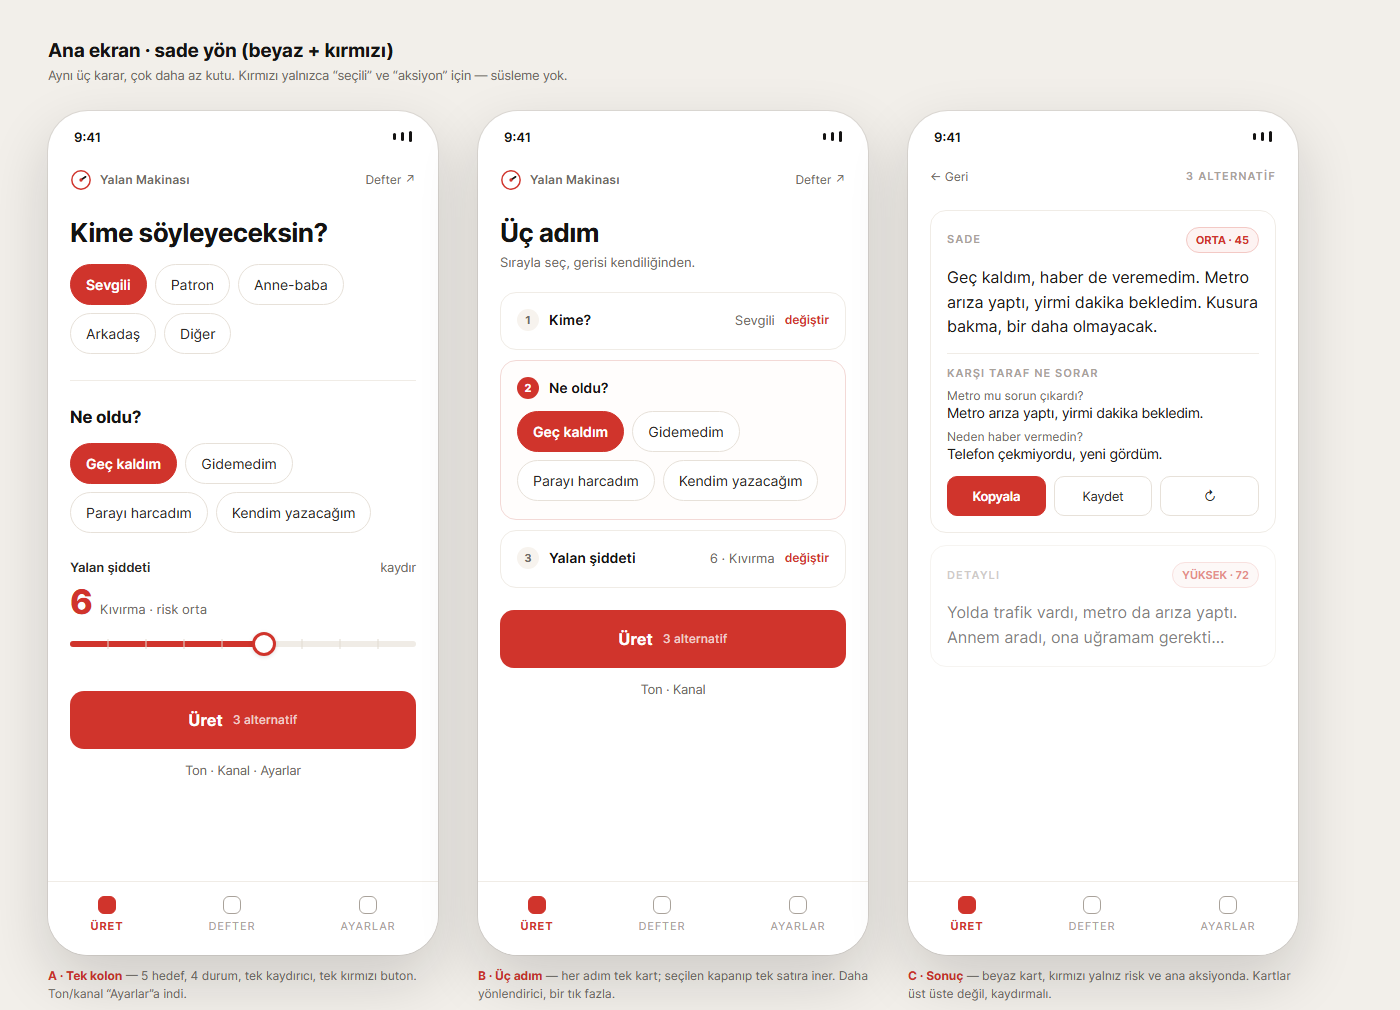 Ana ekran · sade yön (beyaz + kırmızı)
Aynı üç karar, çok daha az kutu. Kırmızı yalnızca “seçili” ve “aksiyon” için — süsleme yok.
9:41
Yalan Makinası
Defter ↗
Kime söyleyeceksin?
Sevgili
Patron
Anne-baba
Arkadaş
Diğer
Ne oldu?
Geç kaldım
Gidemedim
Parayı harcadım
Kendim yazacağım
Yalan şiddeti
kaydır
6 Kıvırma · risk orta
Üret 3 alternatif
Ton · Kanal · Ayarlar
ÜRET
DEFTER
AYARLAR
A · Tek kolon — 5 hedef, 4 durum, tek kaydırıcı, tek kırmızı buton.
Ton/kanal “Ayarlar”a indi.
9:41
Yalan Makinası
Defter ↗
Üç adım
Sırayla seç, gerisi kendiliğinden.
1 Kime?
Sevgili değiştir
2 Ne oldu?
Geç kaldım
Gidemedim
Parayı harcadım
Kendim yazacağım
3 Yalan şiddeti
6 · Kıvırma değiştir
Üret 3 alternatif
Ton · Kanal
ÜRET
DEFTER
AYARLAR
B · Üç adım — her adım tek kart; seçilen kapanıp tek satıra iner. Daha
yönlendirici, bir tık fazla.
9:41
← Geri
3 ALTERNATİF
SADE
ORTA · 45
Geç kaldım, haber de veremedim. Metro
arıza yaptı, yirmi dakika bekledim. Kusura
bakma, bir daha olmayacak.
KARŞI TARAF NE SORAR
Metro mu sorun çıkardı?
Metro arıza yaptı, yirmi dakika bekledim.
Neden haber vermedin?
Telefon çekmiyordu, yeni gördüm.
Kopyala
Kaydet
↻
DETAYLI
YÜKSEK · 72
Yolda trafik vardı, metro da arıza yaptı.
Annem aradı, ona uğramam gerekti...
ÜRET
DEFTER
AYARLAR
C · Sonuç — beyaz kart, kırmızı yalnız risk ve ana aksiyonda. Kartlar
üst üste değil, kaydırmalı.